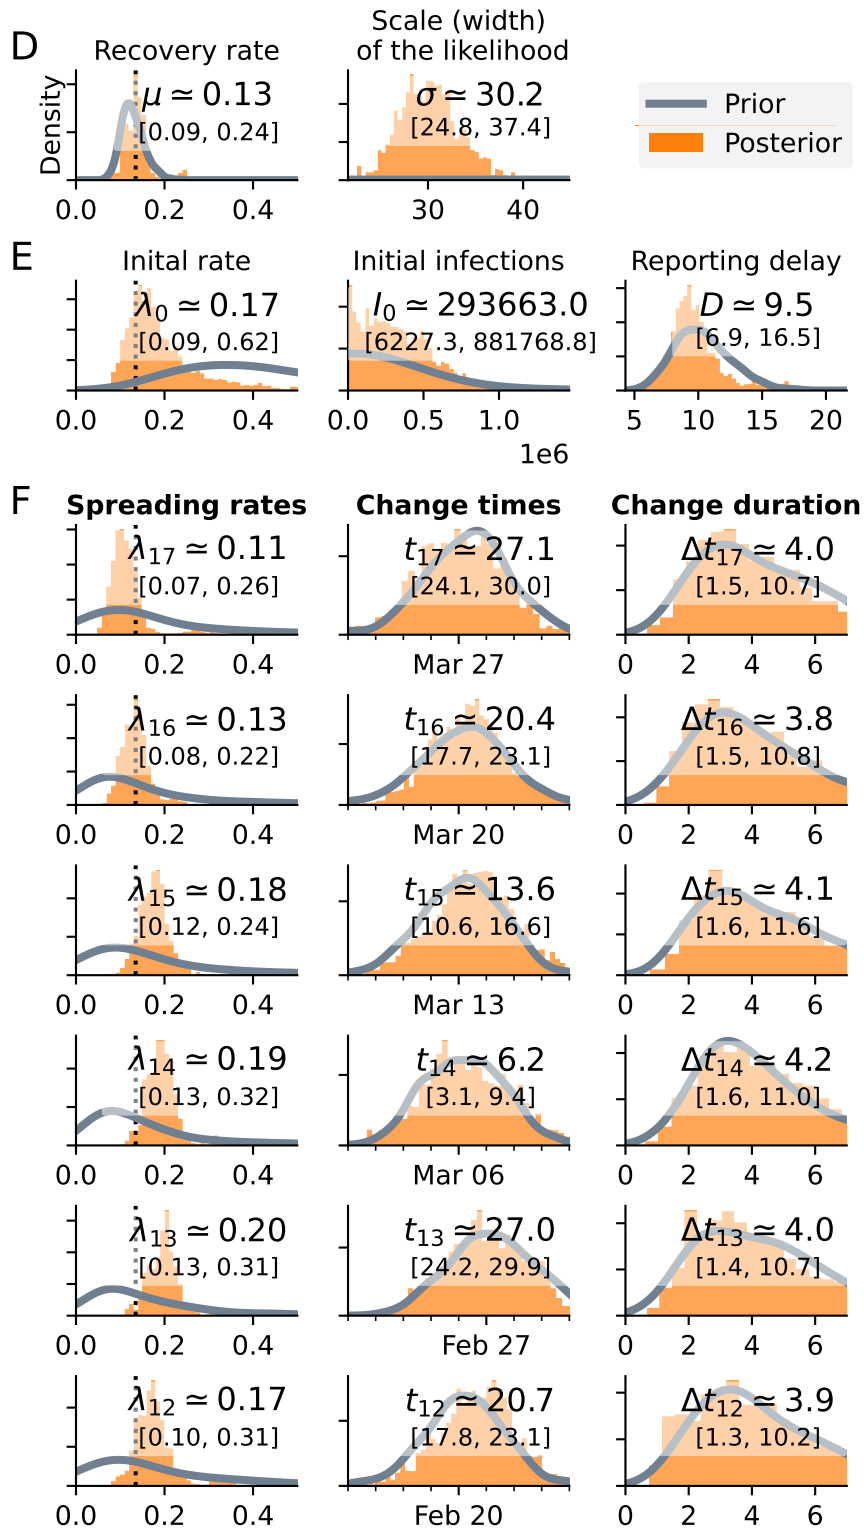 D
Recovery rate
Scale (width)
of the likelihood
Density
μ ≃ 0.13
[0.09, 0.24]
σ ≃ 30.2
[24.8, 37.4]
Prior
Posterior
0.0 0.2 0.4
30 40
E
Inital rate
Initial infections
Reporting delay
λ0 ≃ 0.17
[0.09, 0.62]
I0 ≃ 293663.0
[6227.3, 881768.8]
D ≃ 9.5
[6.9, 16.5]
0.0 0.2 0.4
0.0 0.5 1.0
1e6
5 10 15 20
F
Spreading rates
Change times
Change duration
λ17 ≃ 0.11
[0.07, 0.26]
t17 ≃ 27.1
[24.1, 30.0]
Δt17 ≃ 4.0
[1.5, 10.7]
0.0 0.2 0.4
Mar 27
0 2 4 6
λ16 ≃ 0.13
[0.08, 0.22]
t16 ≃ 20.4
[17.7, 23.1]
Δt16 ≃ 3.8
[1.5, 10.8]
0.0 0.2 0.4
Mar 20
0 2 4 6
λ15 ≃ 0.18
[0.12, 0.24]
t15 ≃ 13.6
[10.6, 16.6]
Δt15 ≃ 4.1
[1.6, 11.6]
0.0 0.2 0.4
Mar 13
0 2 4 6
λ14 ≃ 0.19
[0.13, 0.32]
t14 ≃ 6.2
[3.1, 9.4]
Δt14 ≃ 4.2
[1.6, 11.0]
0.0 0.2 0.4
Mar 06
0 2 4 6
λ13 ≃ 0.20
[0.13, 0.31]
t13 ≃ 27.0
[24.2, 29.9]
Δt13 ≃ 4.0
[1.4, 10.7]
0.0 0.2 0.4
Feb 27
0 2 4 6
λ12 ≃ 0.17
[0.10, 0.31]
t12 ≃ 20.7
[17.8, 23.1]
Δt12 ≃ 3.9
[1.3, 10.2]
0.0 0.2 0.4
Feb 20
0 2 4 6